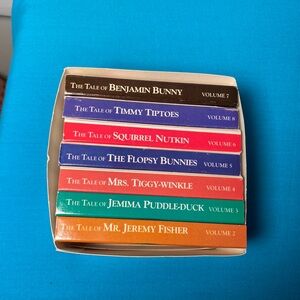 THE TALE OF BENJAMIN BUNNY VOLUME 7
THE TALE OF TIMMY TIPTOES VOLUME 8
THE TALE OF SQUIRREL NUTKIN VOLUME 6
THE TALE OF THE FLOPSY BUNNIES VOLUME 5
THE TALE OF MRS. TIGGY-WINKLE VOLUME 4
THE TALE OF JEMIMA PUDDLE-DUCK VOLUME 3
THE TALE OF MR. JEREMY FISHER VOLUME 2